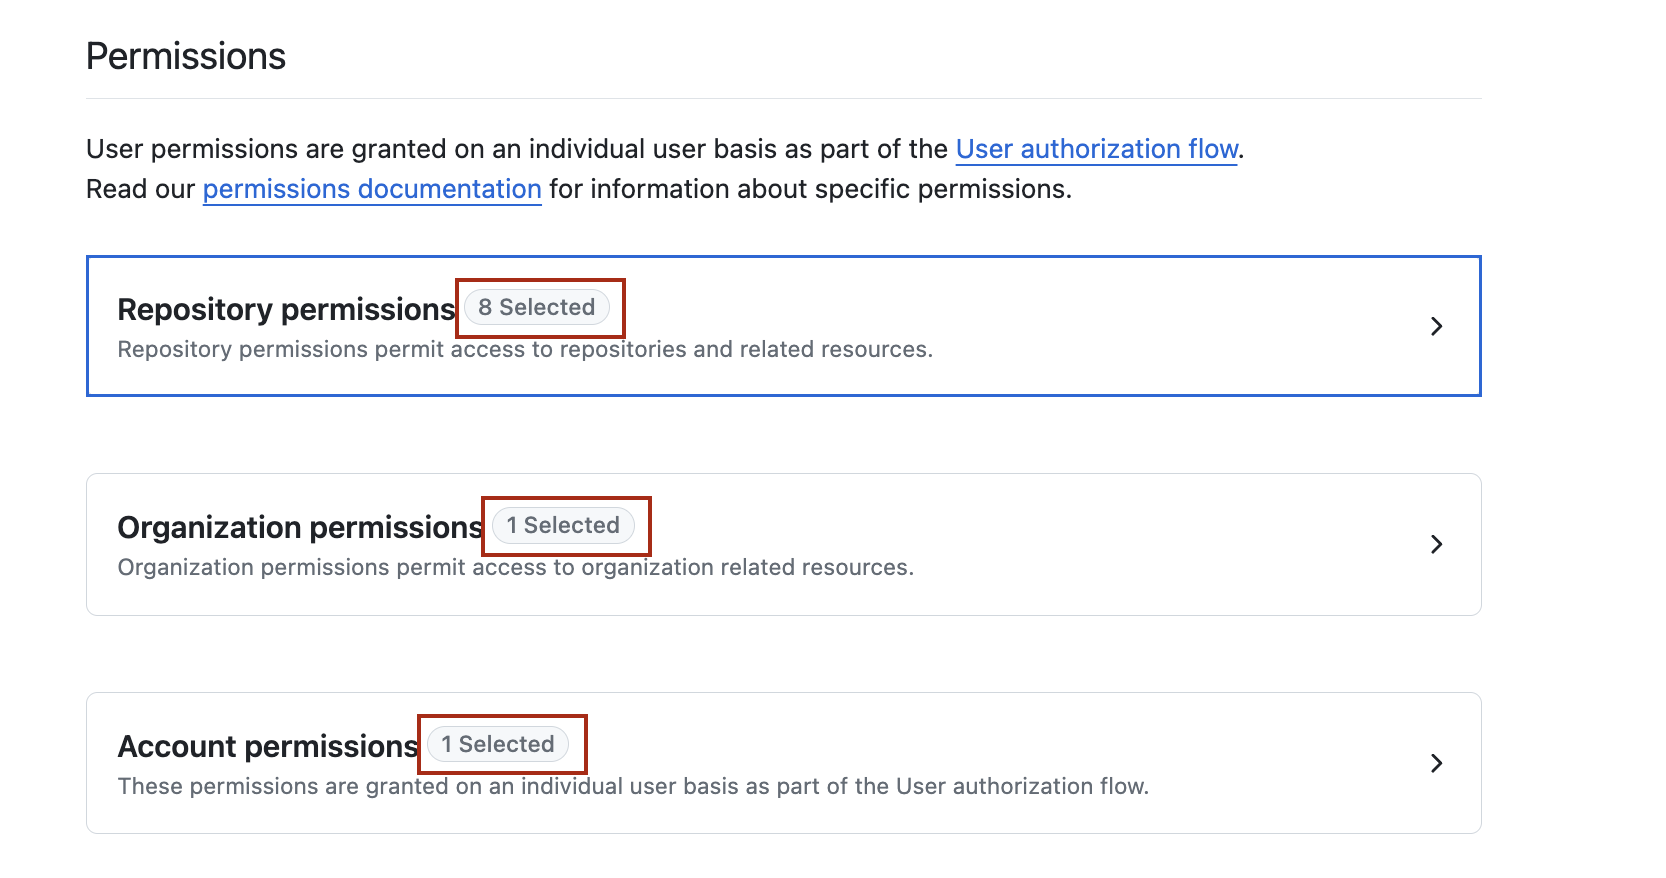 Permissions
User permissions are granted on an individual user basis as part of the User authorization flow.
Read our permissions documentation for information about specific permissions.
Repository permissions 8 Selected
Repository permissions permit access to repositories and related resources.
Organization permissions 1 Selected
Organization permissions permit access to organization related resources.
Account permissions 1 Selected
These permissions are granted on an individual user basis as part of the User authorization flow.